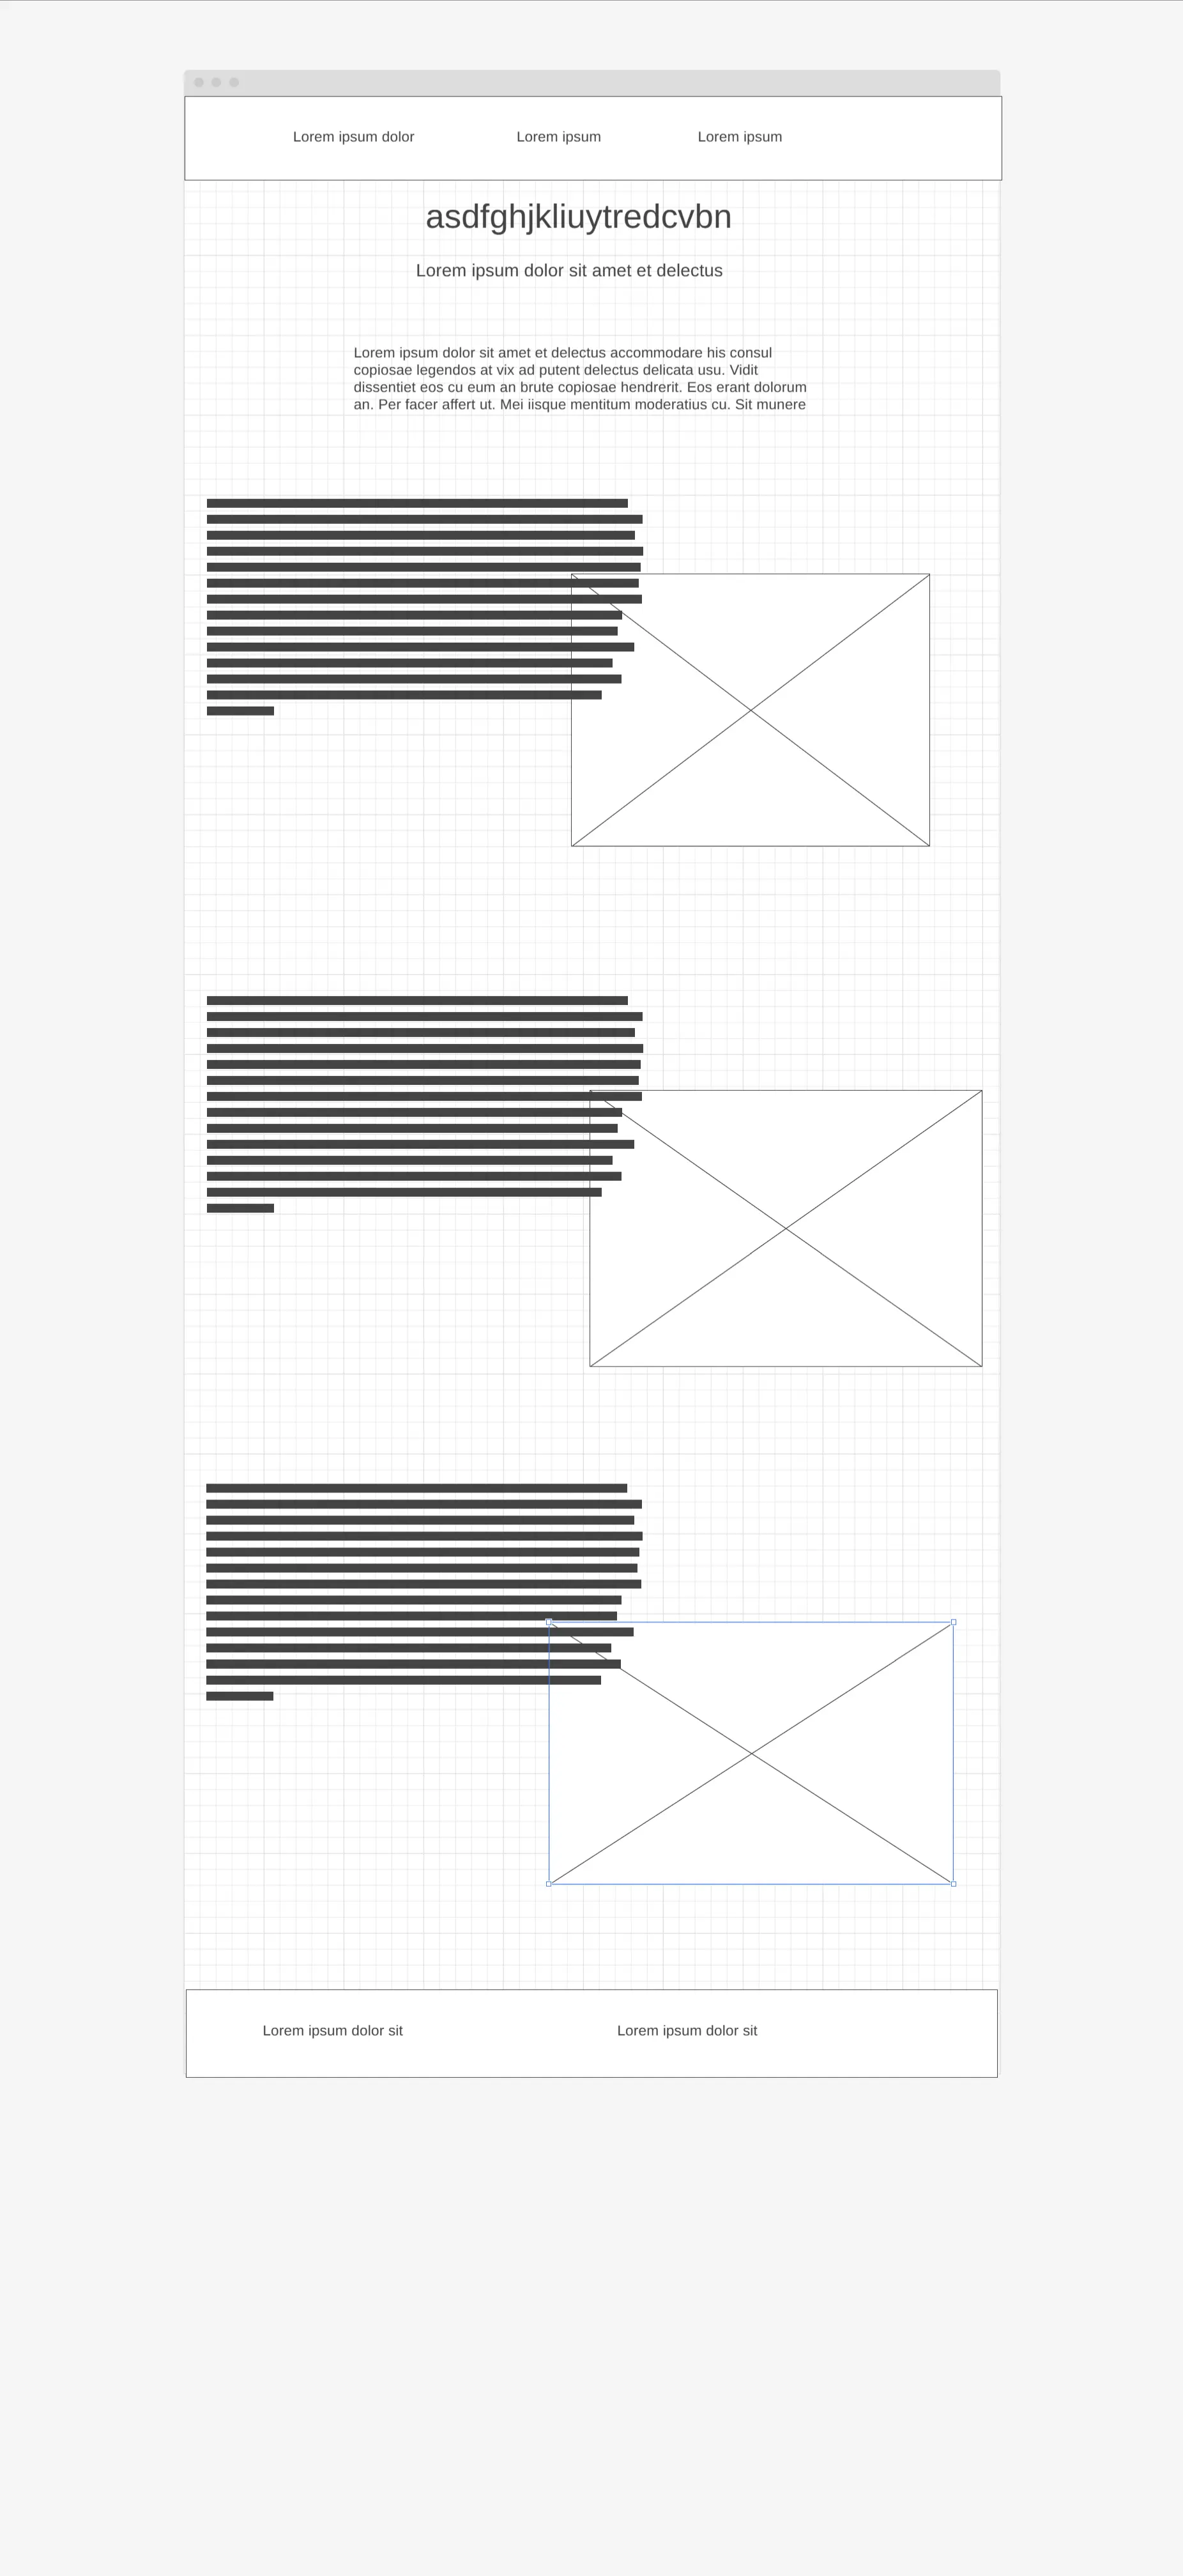 Lorem ipsum dolor
Lorem ipsum
Lorem ipsum
asdfghjkliuytredcvbn
Lorem ipsum dolor sit amet et delectus
Lorem ipsum dolor sit amet et delectus accommodare his consul
copiosae legendos at vix ad putent delectus delicata usu. Vidit
dissentiet eos cu eum an brute copiosae hendrerit. Eos erant dolorum
an. Per facer affert ut. Mei iisque mentitum moderatius cu. Sit munere
Lorem ipsum dolor sit
Lorem ipsum dolor sit